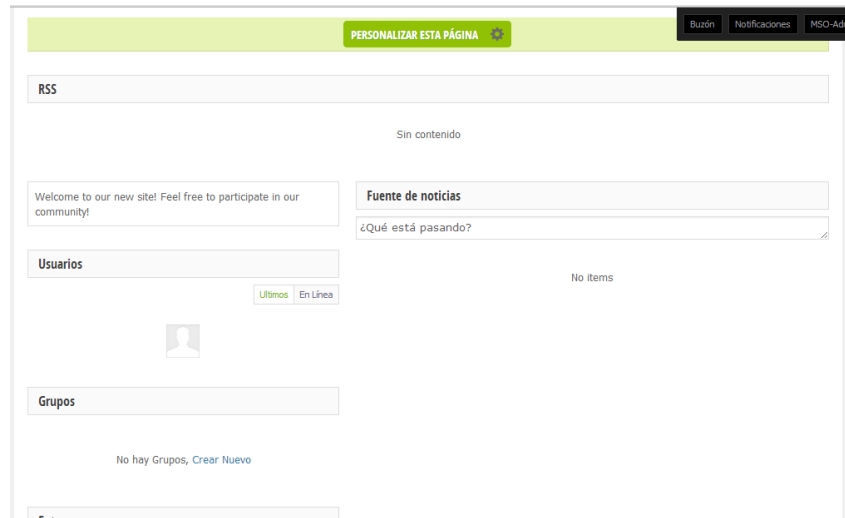 Buzón Notificaciones
PERSONALIZAR ESTA PÁGINA
RSS
Sin contenido
Welcome to our new site! Feel free to participate in our
community!
Fuente de noticias
¿Qué está pasando?
No items
Usuarios
Ultimos En Línea
Grupos
No hay Grupos, Crear Nuevo